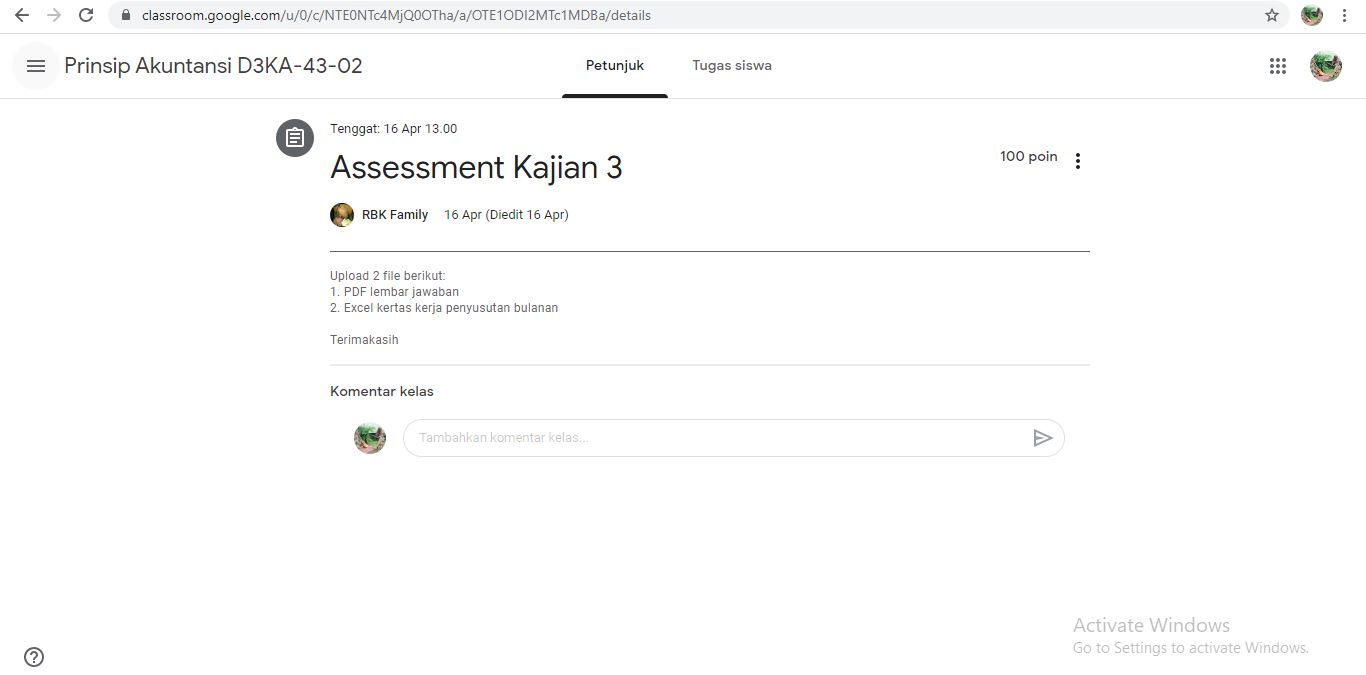 classroom.google.com/u/0/c/NTE0NTc4MjQ0OTha/a/OTE1ODI2MTc1MDBa/details
Prinsip Akuntansi D3KA-43-02
Petunjuk
Tugas siswa
Tenggat: 16 Apr 13.00
Assessment Kajian 3
100 poin
RBK Family 16 Apr (Diedit 16 Apr)
Upload 2 file berikut:
1. PDF lembar jawaban
2. Excel kertas kerja penyusutan bulanan
Terimakasih
Komentar kelas
Tambahkan komentar kelas...
Activate Windows
Go to Settings to activate Windows.